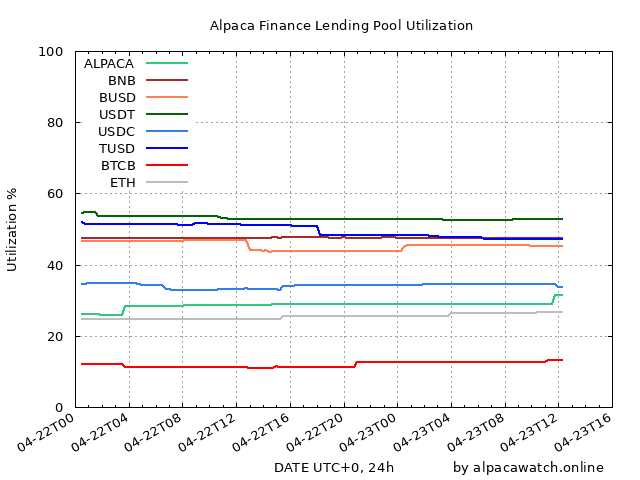 Alpaca Finance Lending Pool Utilization
100
80
60
40
20
0
Utilization %
ALPACA
BNB
BUSD
USDT
USDC
TUSD
BTCB
ETH
04-22T00
04-22T04
04-22T08
04-22T12
04-22T16
04-22T20
04-23T00
04-23T04
04-23T08
04-23T12
04-23T16
DATE UTC+0, 24h
by alpacawatch.online